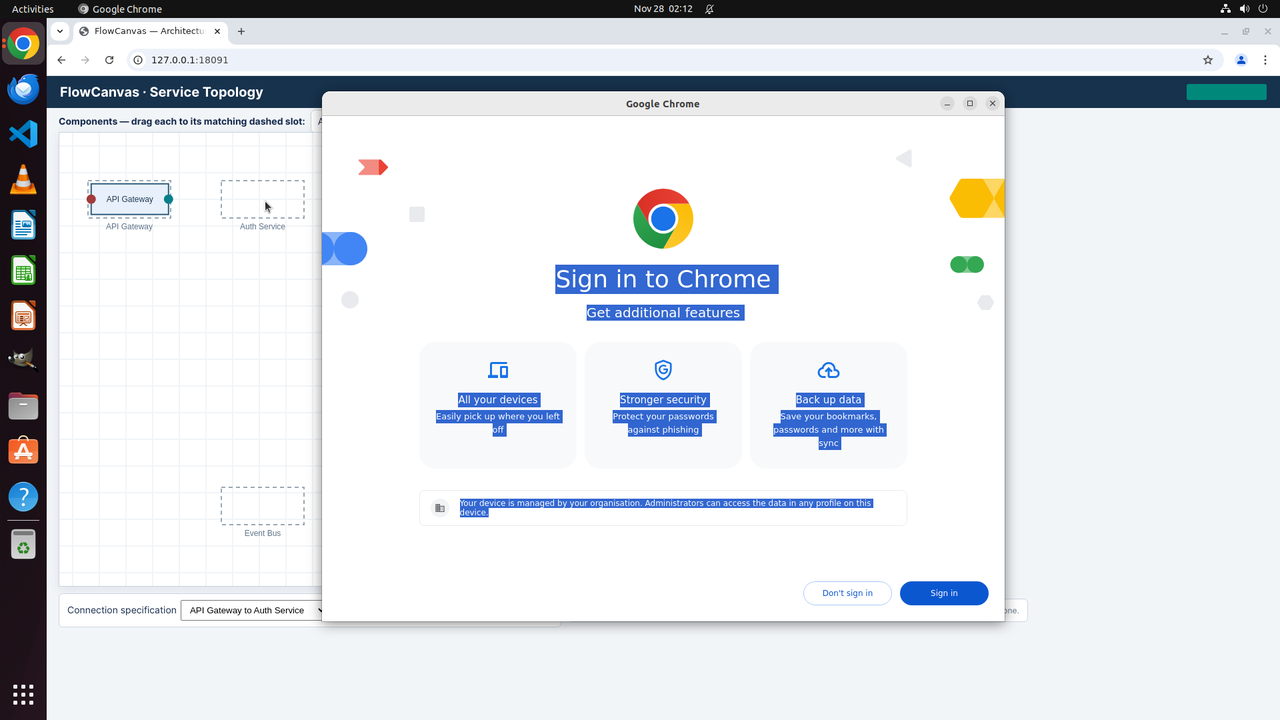 Activities
Google Chrome
Nov 28 02:12
FlowCanvas — Architectu
127.0.0.1:18091
FlowCanvas · Service Topology
Components — drag each to its matching dashed slot:
API Gateway
API Gateway
Auth Service
Event Bus
Connection specification
API Gateway to Auth Service
Google Chrome
Sign in to Chrome
Get additional features
All your devices
Easily pick up where you left
off
Stronger security
Protect your passwords
against phishing
Back up data
Save your bookmarks,
passwords and more with
sync
Your device is managed by your organisation. Administrators can access the data in any profile on this
device.
Don't sign in
Sign in
one.